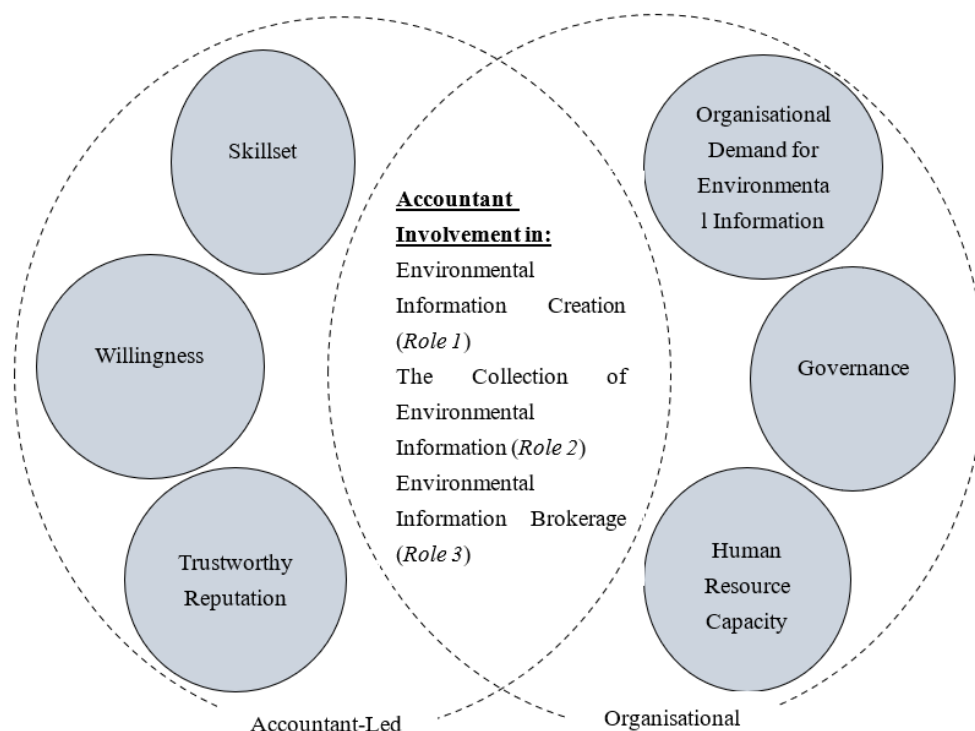 Skillset
Willingness
Trustworthy
Reputation
Accountant-Led
Accountant
Involvement in:
Environmental
Information Creation
(Role 1)
The Collection of
Environmental
Information (Role 2)
Environmental
Information Brokerage
(Role 3)
Organisational
Demand for
Environmenta
l Information
Governance
Human
Resource
Capacity
Organisational